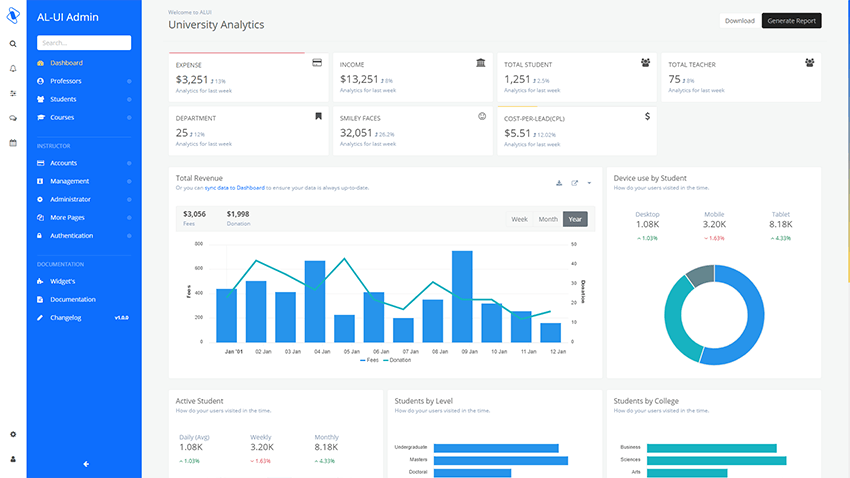 AL-UI Admin
Search...
Dashboard
Professors
Students
Courses
INSTRUCTOR
Accounts
Management
Administrator
More Pages
Authentication
DOCUMENTATION
Widget's
Documentation
Changelog v1.0.0
Welcome to ALUI
University Analytics
Download Generate Report
EXPENSE
$3,251 13%
Analytics for last week
INCOME
$13,251 8%
Analytics for last week
TOTAL STUDENT
1,251 2.5%
Analytics for last week
TOTAL TEACHER
75 8%
Analytics for last week
DEPARTMENT
25 12%
Analytics for last week
SMILEY FACES
32,051 26.2%
Analytics for last week
COST-PER-LEAD(CPL)
$5.51 12.02%
Analytics for last week
Total Revenue
Or you can sync data to Dashboard to ensure your data is always up-to-date.
$3,056 $1,998
Fees Donation
Week Month Year
800
600
400
200
0
Fees
50
40
30
20
10
0
Donation
Jan '01 02 Jan 03 Jan 04 Jan 05 Jan 06 Jan 07 Jan 08 Jan 09 Jan 10 Jan 11 Jan 12 Jan
Fees Donation
Device use by Student
How do your users visited in the time.
Desktop Mobile Tablet
1.08K 3.20K 8.18K
1.03% 1.63% 4.33%
Active Student
How do your users visited in the time.
Daily (Avg) Weekly Monthly
1.08K 3.20K 8.18K
1.03% 1.63% 4.33%
Students by Level
How do your users visited in the time.
Undergraduate
Masters
Doctoral
Students by College
How do your users visited in the time.
Business
Sciences
Arts